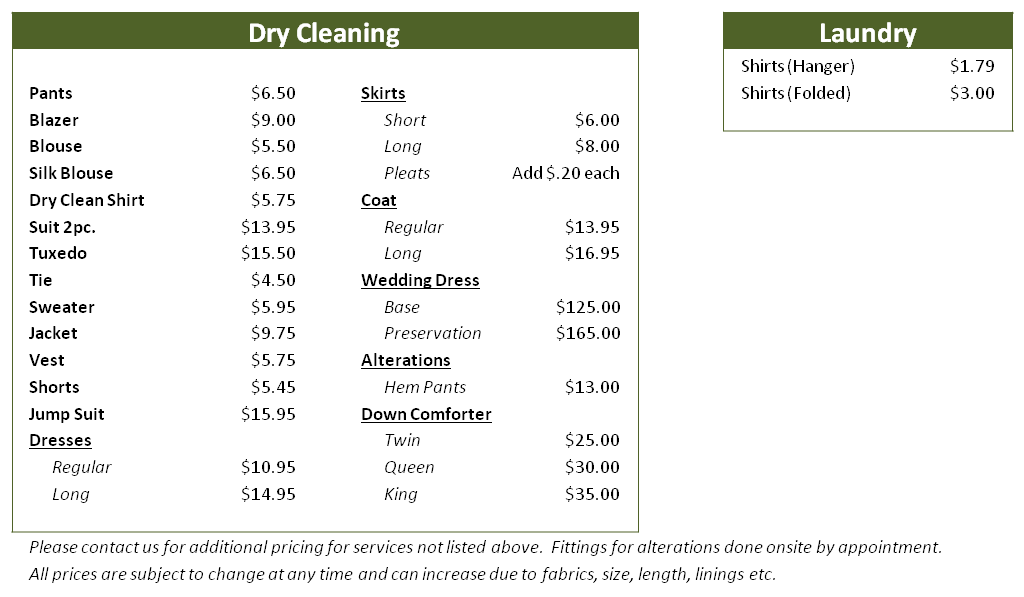 Dry Cleaning
Pants $6.50
Blazer $9.00
Blouse $5.50
Silk Blouse $6.50
Dry Clean Shirt $5.75
Suit 2pc. $13.95
Tuxedo $15.50
Tie $4.50
Sweater $5.95
Jacket $9.75
Vest $5.75
Shorts $5.45
Jump Suit $15.95
Dresses
Regular $10.95
Long $14.95
Skirts
Short $6.00
Long $8.00
Pleats Add $.20 each
Coat
Regular $13.95
Long $16.95
Wedding Dress
Base $125.00
Preservation $165.00
Alterations
Hem Pants $13.00
Down Comforter
Twin $25.00
Queen $30.00
King $35.00
Laundry
Shirts (Hanger) $1.79
Shirts (Folded) $3.00
Please contact us for additional pricing for services not listed above. Fittings for alterations done onsite by appointment.
All prices are subject to change at any time and can increase due to fabrics, size, length, linings etc.